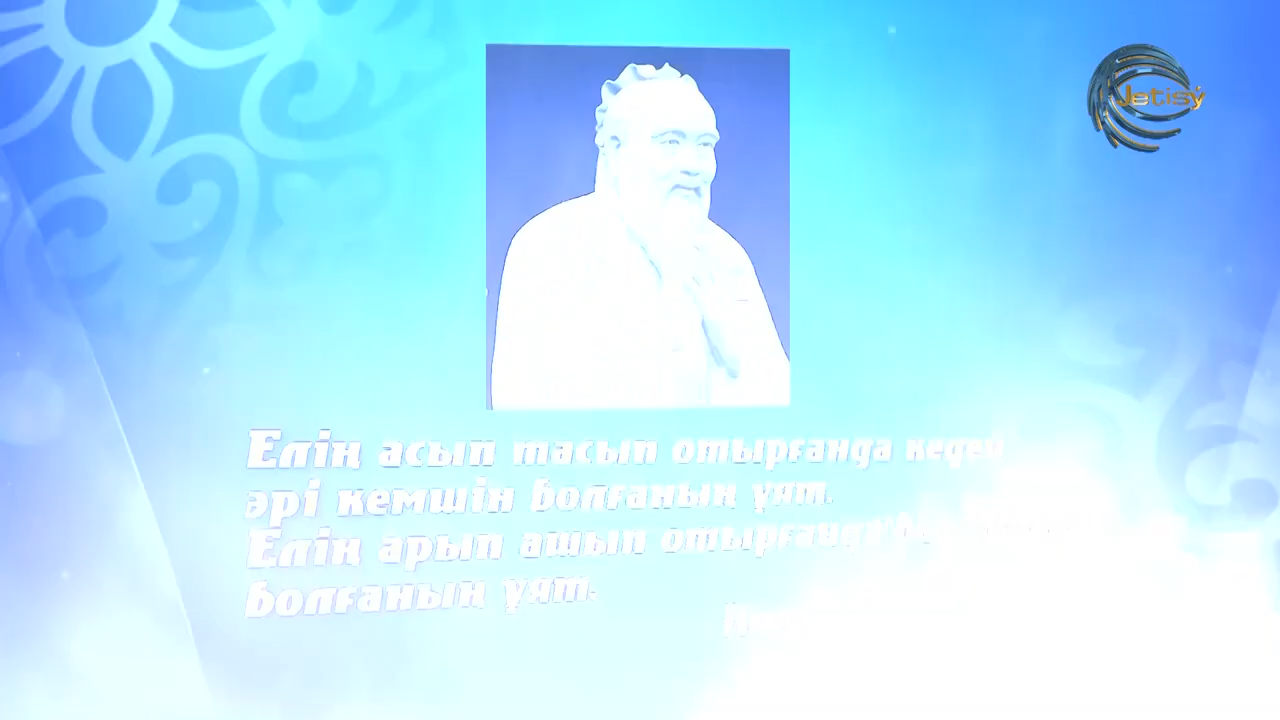 Jetisý
Елің асып тасып отырғанда кедей
әрі кемшін болғаның ұят.
Елің арып ашып отырғанда
болғаның ұят.